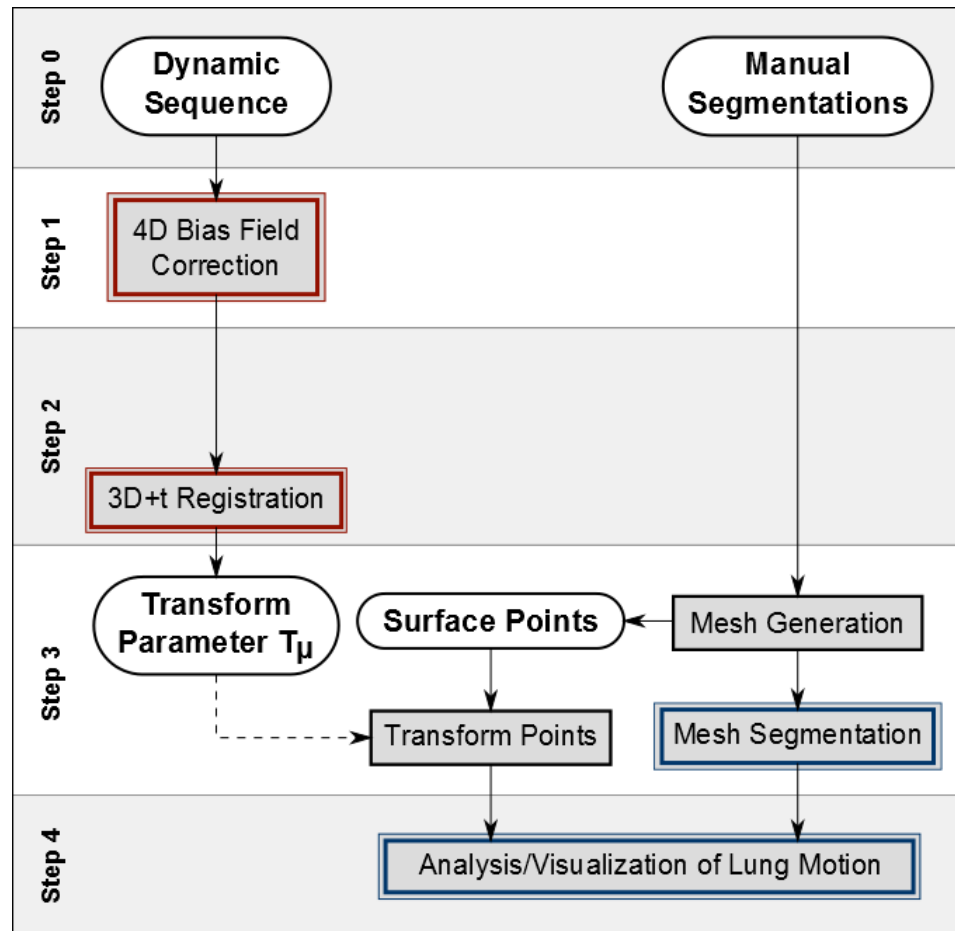 Step 0
Dynamic
Sequence
Manual
Segmentations
Step 1
4D Bias Field
Correction
Step 2
3D+t Registration
Step 3
Transform
Parameter Tμ
Surface Points
Mesh Generation
Transform Points
Mesh Segmentation
Step 4
Analysis/Visualization of Lung Motion